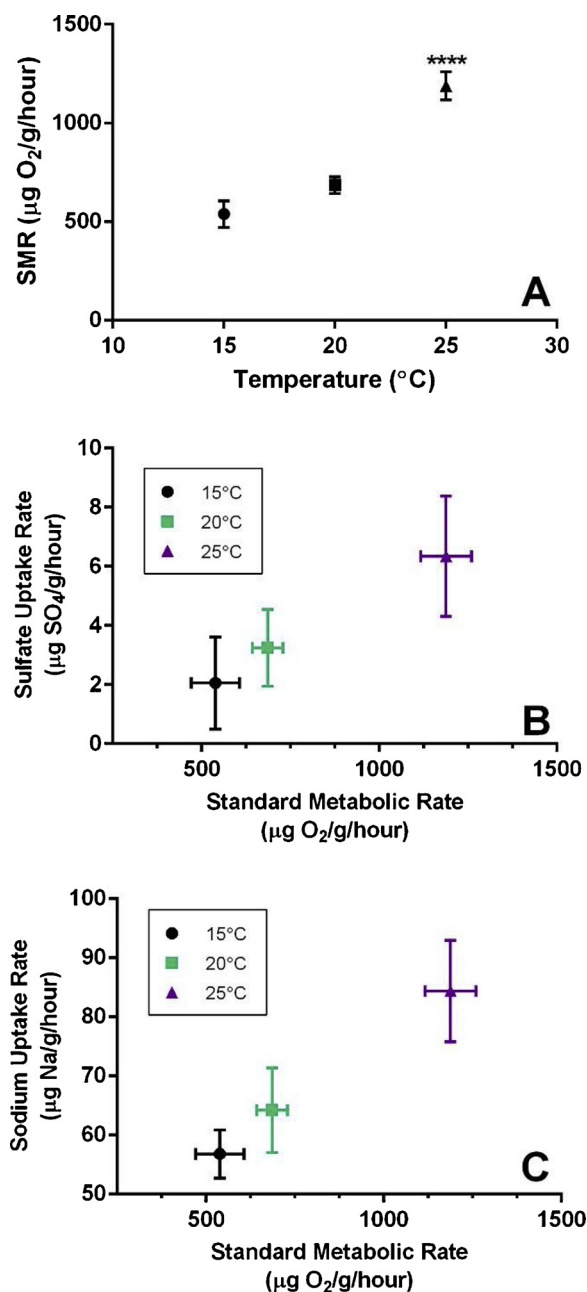 1500
****
1000
500
0
10
15
20
25
30
SMR (μg O₂/g/hour)
Temperature (°C)
A
10
8
6
4
2
0
15°C
20°C
25°C
500
1000
1500
Sulfate Uptake Rate
(μg SO₄/g/hour)
Standard Metabolic Rate
(μg O₂/g/hour)
B
100
90
80
70
60
50
15°C
20°C
25°C
500
1000
1500
Sodium Uptake Rate
(μg Na/g/hour)
Standard Metabolic Rate
(μg O₂/g/hour)
C